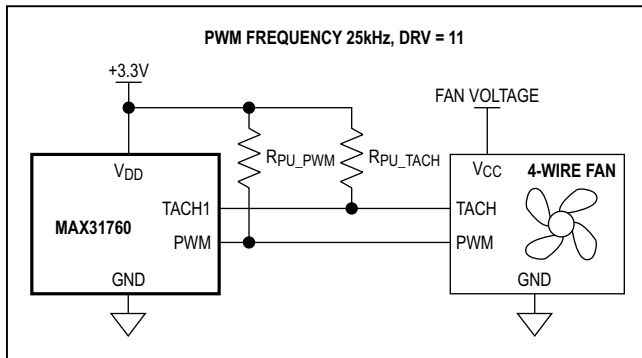 PWM FREQUENCY 25kHz, DRV = 11
+3.3V
FAN VOLTAGE
RPU_PWM
RPU_TACH
VDD
VCC
4-WIRE FAN
TACH1
TACH
MAX31760
PWM
PWM
GND
GND